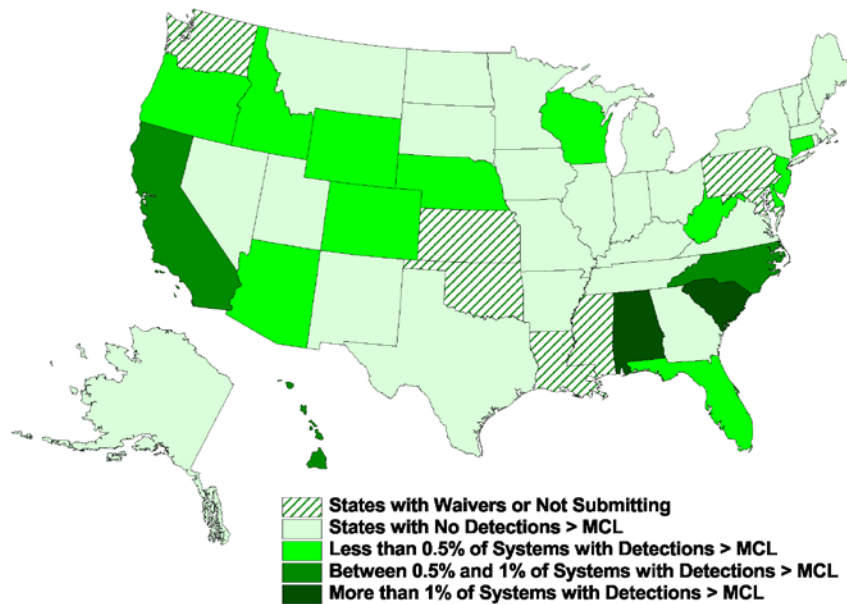 States with Waivers or Not Submitting
States with No Detections > MCL
Less than 0.5% of Systems with Detections > MCL
Between 0.5% and 1% of Systems with Detections > MCL
More than 1% of Systems with Detections > MCL